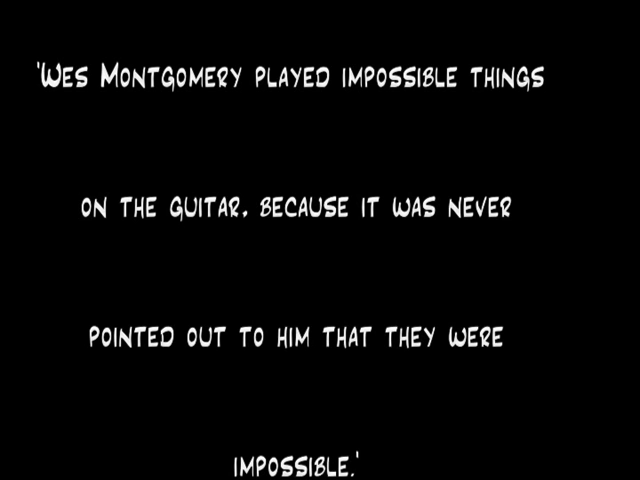 'Wes Montgomery played impossible things
on the guitar. because it was never
pointed out to him that they were
impossible.'